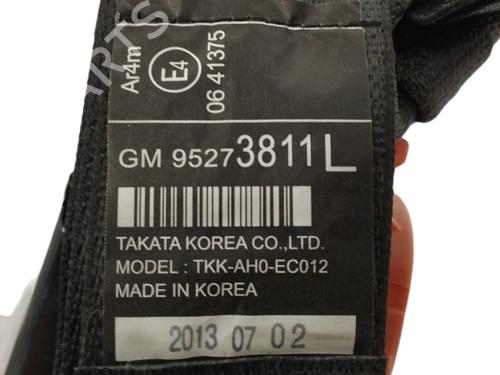 Ar4m E4 06 41375
GM 95273811L
TAKATA KOREA CO.,LTD.
MODEL : TKK-AH0-EC012
MADE IN KOREA
2013 07 02